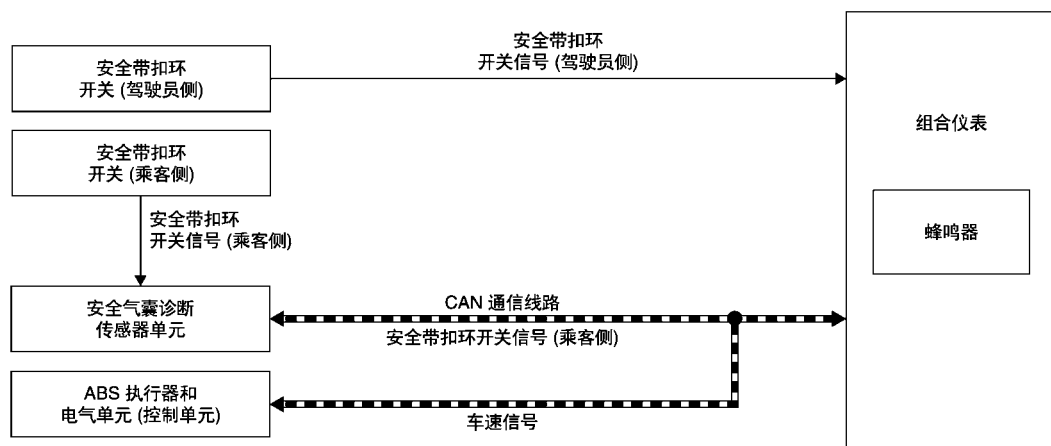 安全带扣环
开关 (驾驶员侧)
安全带扣环
开关信号 (驾驶员侧)
组合仪表
安全带扣环
开关 (乘客侧)
安全带扣环
开关信号 (乘客侧)
蜂鸣器
安全气囊诊断
传感器单元
CAN 通信线路
安全带扣环开关信号 (乘客侧)
ABS 执行器和
电气单元 (控制单元)
车速信号